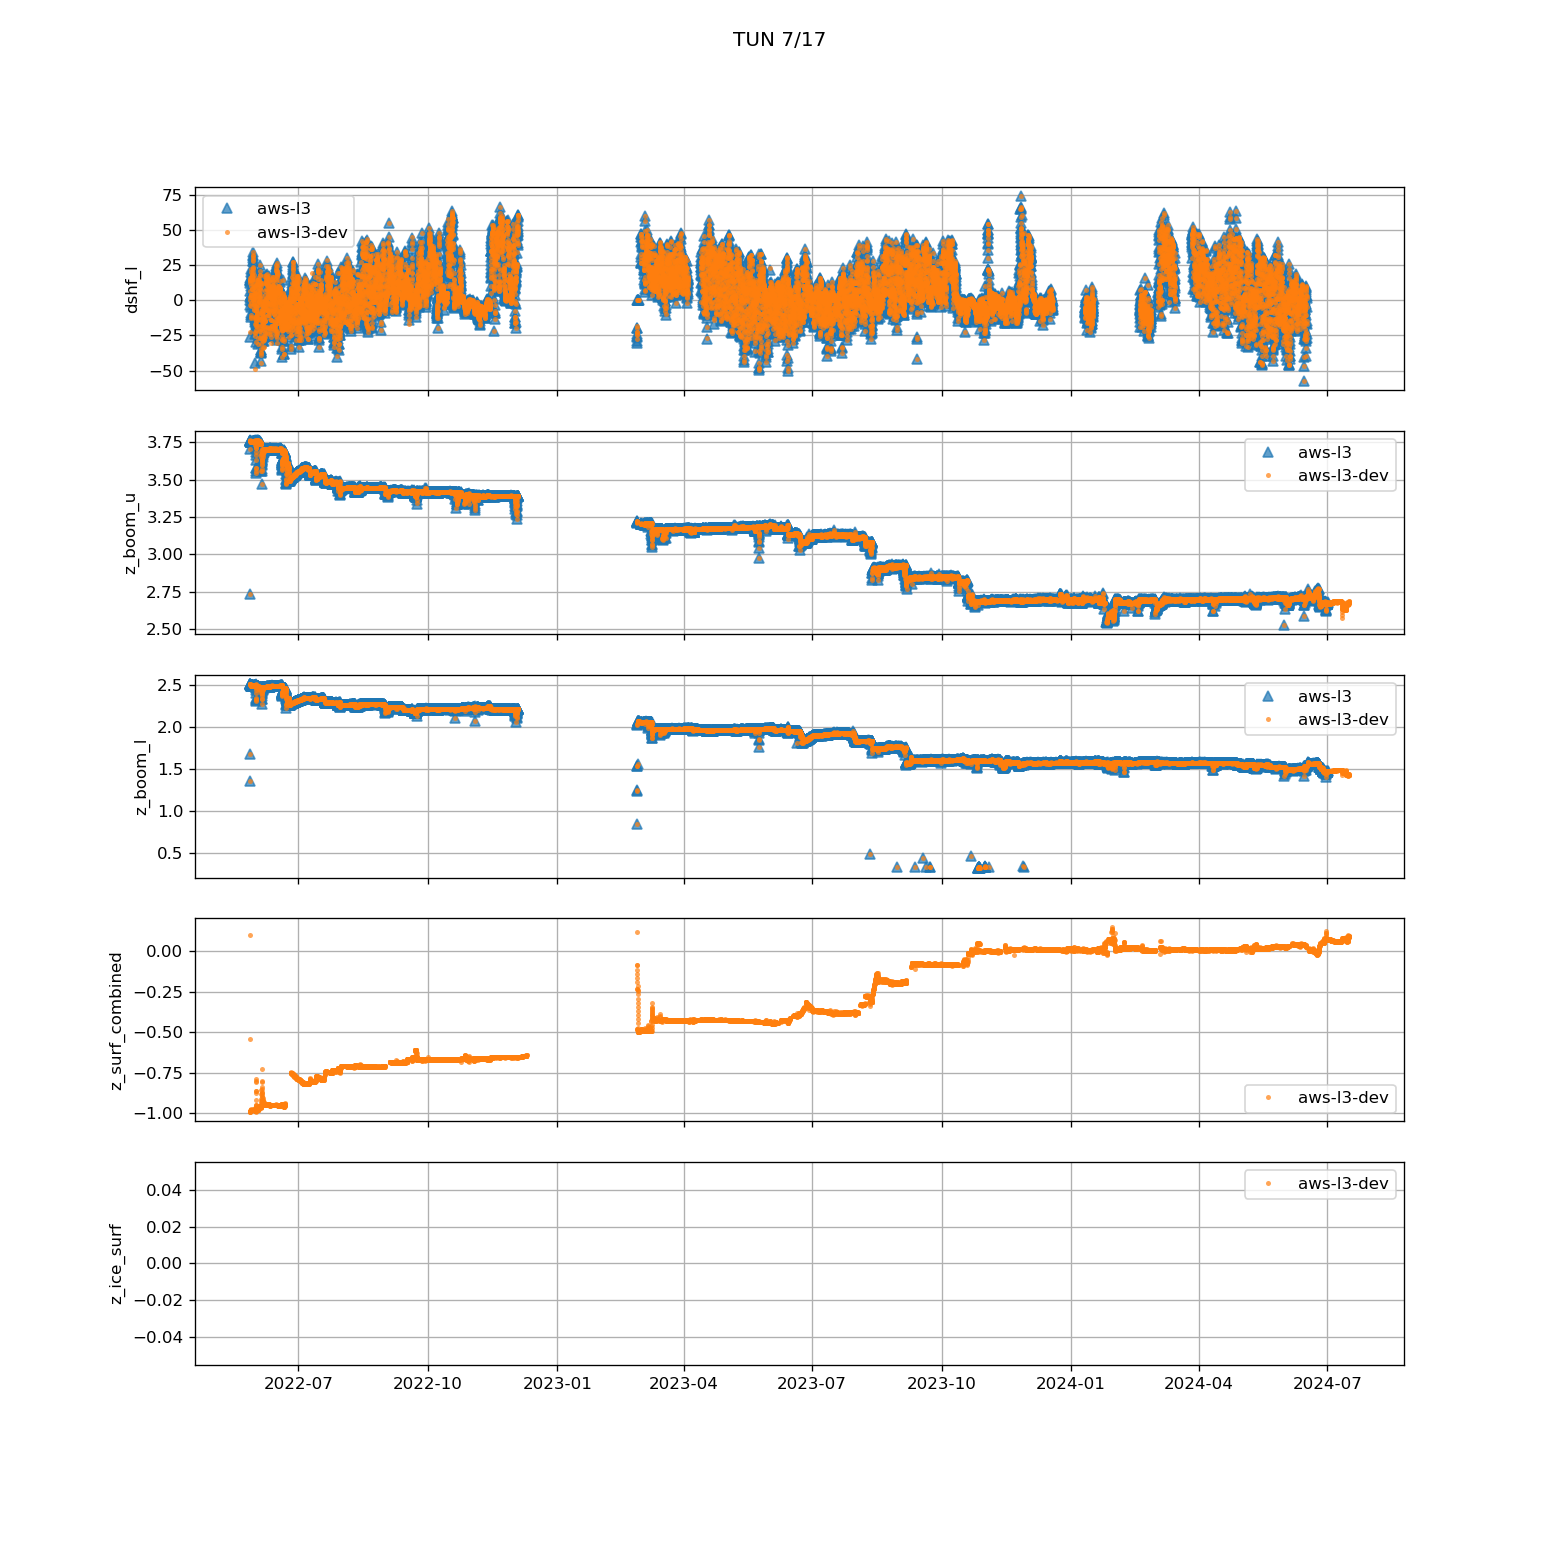 TUN 7/17
dshf_l
75
50
25
0
−25
−50
aws-l3
aws-l3-dev
z_boom_u
3.75
3.50
3.25
3.00
2.75
2.50
aws-l3
aws-l3-dev
z_boom_l
2.5
2.0
1.5
1.0
0.5
aws-l3
aws-l3-dev
z_surf_combined
0.00
−0.25
−0.50
−0.75
−1.00
aws-l3-dev
z_ice_surf
0.04
0.02
0.00
−0.02
−0.04
aws-l3-dev
2022-07 2022-10 2023-01 2023-04 2023-07 2023-10 2024-01 2024-04 2024-07